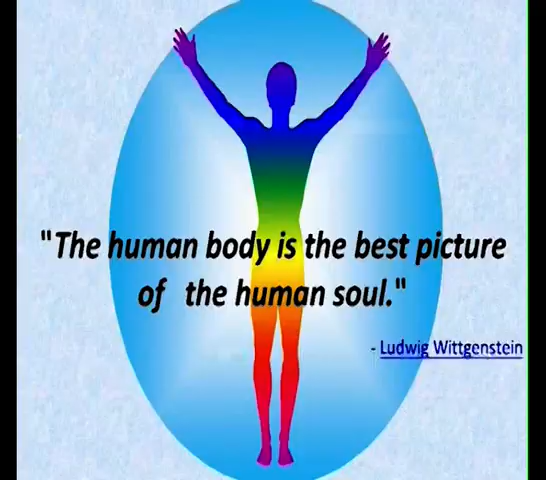 "The human body is the best picture
of the human soul."
- Ludwig Wittgenstein